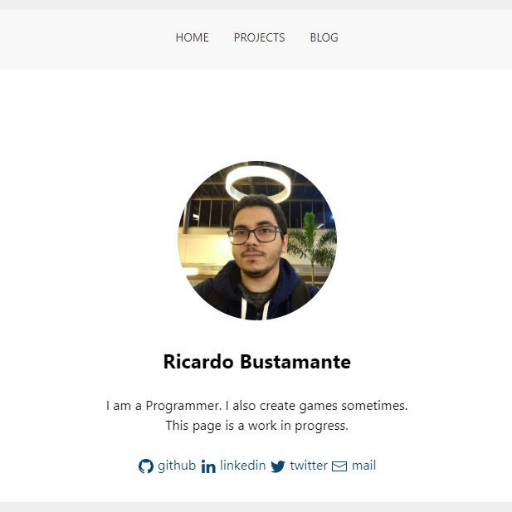 HOME PROJECTS BLOG
Ricardo Bustamante
I am a Programmer. I also create games sometimes.
This page is a work in progress.
github linkedin twitter mail